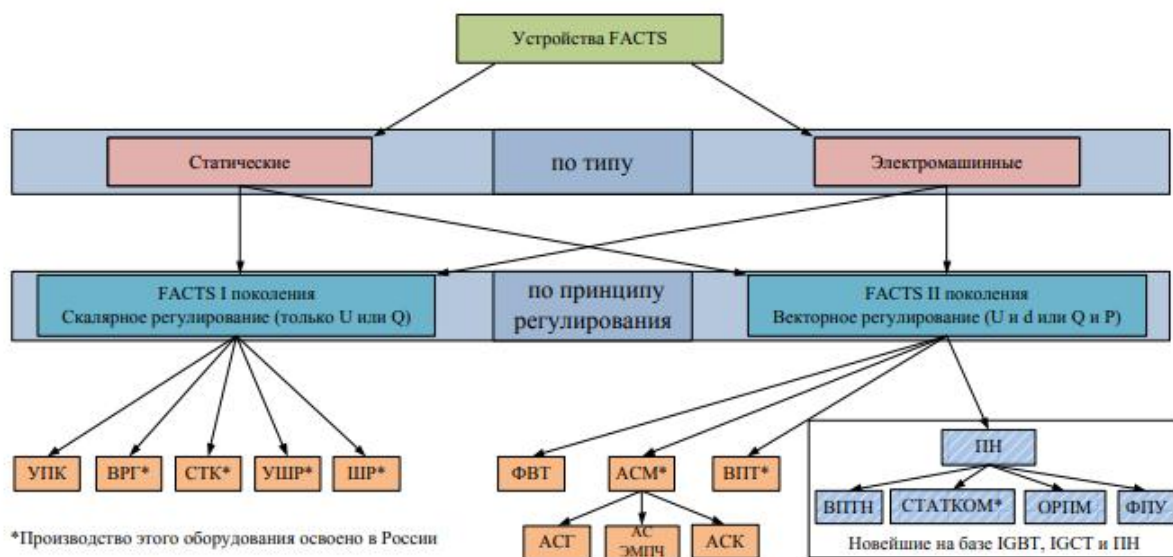 Устройства FACTS
Статические
по типу
Электромашинные
FACTS I поколения
Скалярное регулирование (только U или Q)
по принципу
регулирования
FACTS II поколения
Векторное регулирование (U и d или Q и P)
УПК
ВРГ*
СТК*
УШР*
ШР*
ФВТ
АСМ*
ВПТ*
ПН
ВПТН
СТАТКОМ*
ОРПМ
ФПУ
АСГ
АС
ЭМПЧ
АСК
*Производство этого оборудования освоено в России
Новейшие на базе IGBT, IGCT и ПН